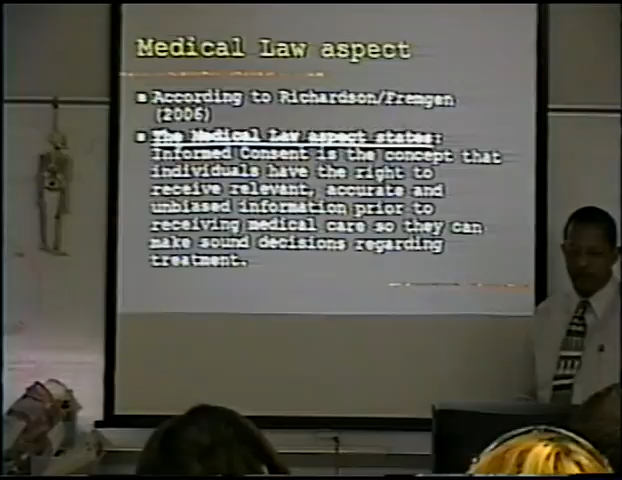 Medical Law aspect
According to Richardson/Fremgen
(2006)
The Medical Law aspect states:
Informed Consent is the concept that
individuals have the right to
receive relevant, accurate and
unbiased information prior to
receiving medical care so they can
make sound decisions regarding
treatment.